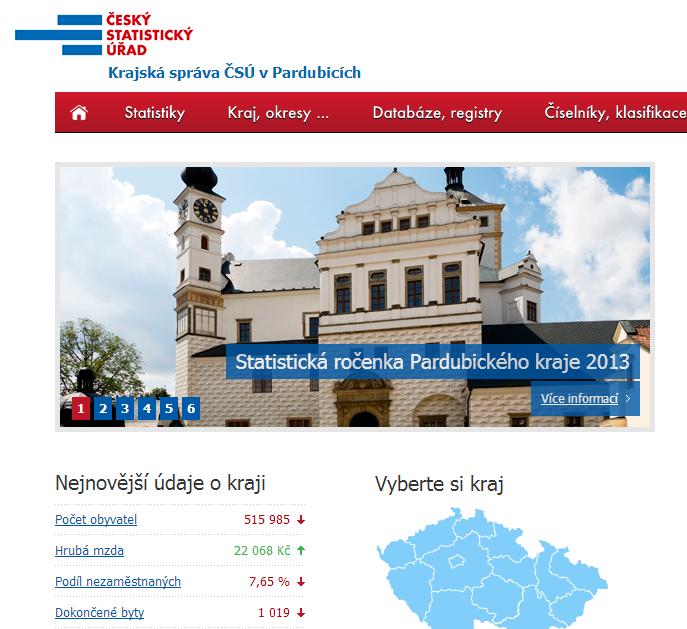 ČESKÝ
STATISTICKÝ
ÚŘAD
Krajská správa ČSÚ v Pardubicích
Statistiky Kraj, okresy ... Databáze, registry Číselníky, klasifikace
Statistická ročenka Pardubického kraje 2013
Více informací
1 2 3 4 5 6
Nejnovější údaje o kraji
Počet obyvatel 515 985
Hrubá mzda 22 068 Kč
Podíl nezaměstnaných 7,65 %
Dokončené byty 1 019
Vyberte si kraj